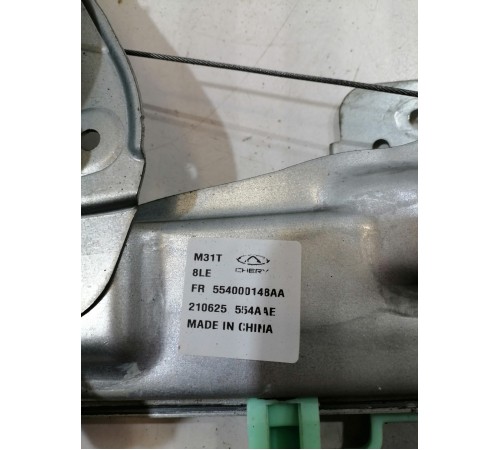 M31T
CHERY
8LE
FR 554000148AA
210625 554AAE
MADE IN CHINA